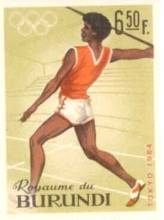 6.50 F.
Royaume du
BURUNDI
TOKYO 1964